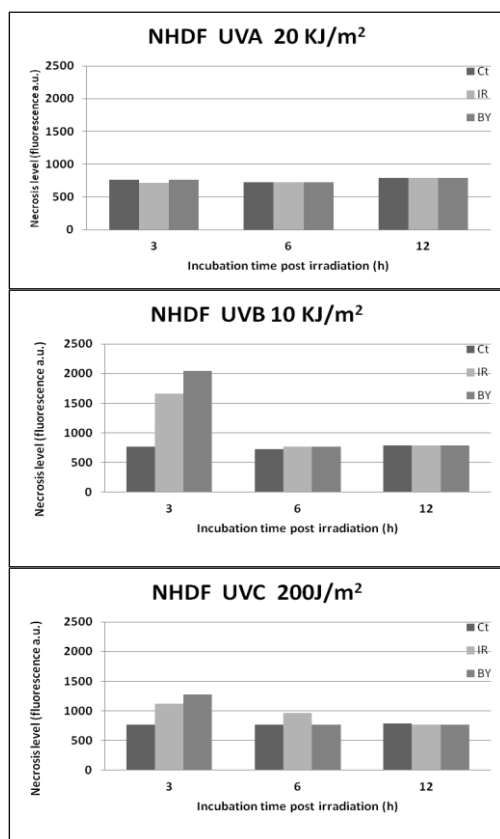 NHDF UVA 20 KJ/m²
Necrosis level (fluorescence a.u.)
2500
2000
1500
1000
500
0
Ct
IR
BY
3 6 12
Incubation time post irradiation (h)
NHDF UVB 10 KJ/m²
Necrosis level (fluorescence a.u.)
2500
2000
1500
1000
500
0
Ct
IR
BY
3 6 12
Incubation time post irradiation (h)
NHDF UVC 200J/m²
Necrosis level (fluorescence a.u.)
2500
2000
1500
1000
500
0
Ct
IR
BY
3 6 12
Incubation time post irradiation (h)